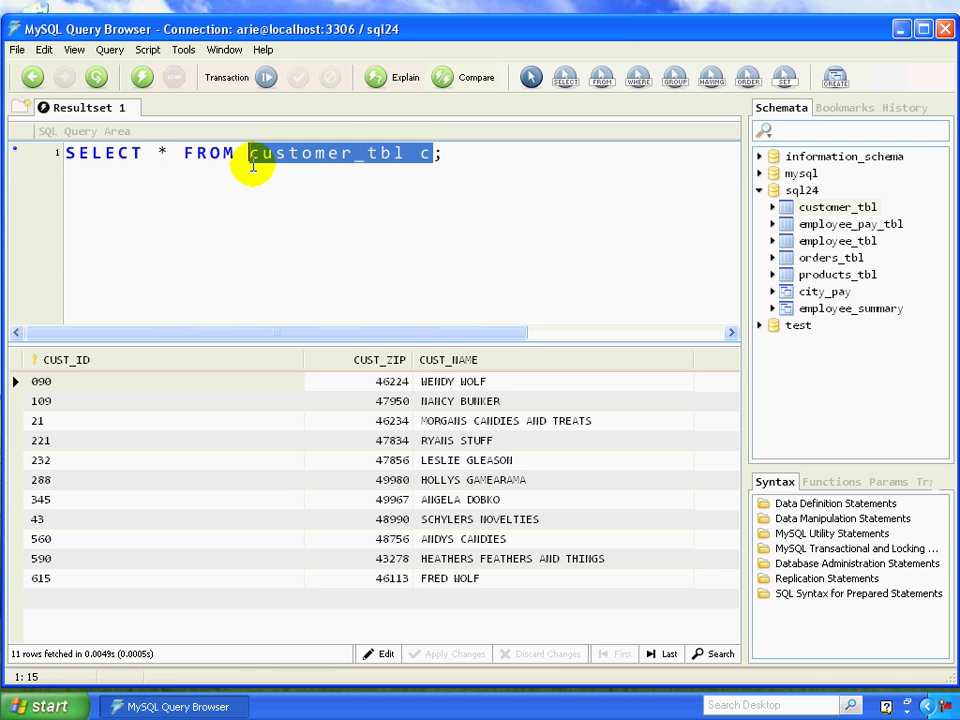 MySQL Query Browser - Connection: arie@localhost:3306 / sql24
File Edit View Query Script Tools Window Help
Transaction Explain Compare SELECT FROM WHERE GROUP HAVING ORDER SET CREATE
Resultset 1
SQL Query Area
1 SELECT * FROM customer_tbl c;
Schemata Bookmarks History
information_schema
mysql
sql24
customer_tbl
employee_pay_tbl
employee_tbl
orders_tbl
products_tbl
city_pay
employee_summary
test
CUST_ID CUST_ZIP CUST_NAME
090 46224 WENDY WOLF
109 47950 NANCY BUNKER
21 46234 MORGANS CANDIES AND TREATS
221 47834 RYANS STUFF
232 47856 LESLIE GLEASON
288 49980 HOLLYS GAMEARAMA
345 49967 ANGELA DOBKO
43 48990 SCHYLERS NOVELTIES
560 48756 ANDYS CANDIES
590 43278 HEATHERS FEATHERS AND THINGS
615 46113 FRED WOLF
Syntax Functions Params
Data Definition Statements
Data Manipulation Statements
MySQL Utility Statements
MySQL Transactional and Locking ...
Database Administration Statements
Replication Statements
SQL Syntax for Prepared Statements
11 rows fetched in 0.0049s (0.0005s) Edit Apply Changes Discard Changes First Last Search
1: 15
start MySQL Query Browser Search Desktop